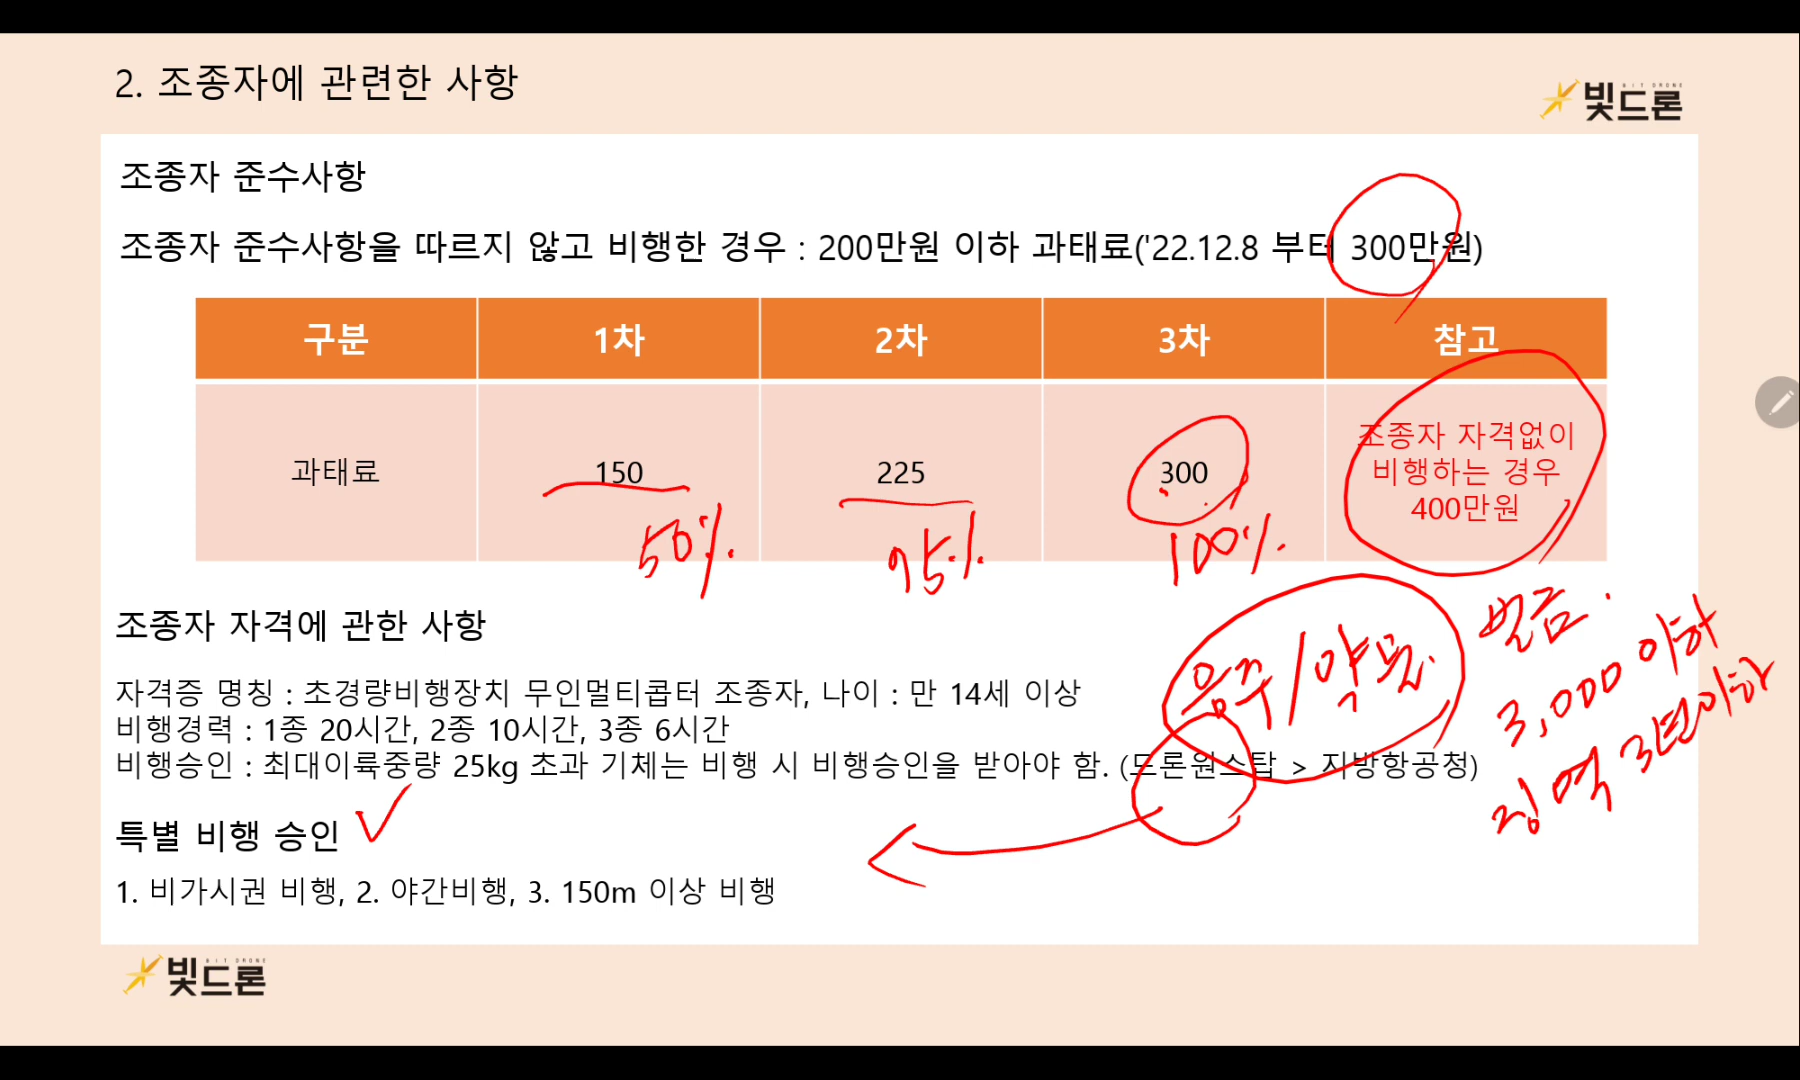 2. 조종자에 관련한 사항
BIT DRONE
빛드론
조종자 준수사항
조종자 준수사항을 따르지 않고 비행한 경우 : 200만원 이하 과태료('22.12.8 부터 300만원)
구분 1차 2차 3차 참고
과태료 150 225 300 조종자 자격없이
비행하는 경우
400만원
50% 75% 100%
조종자 자격에 관한 사항
음주/약물
벌금
3,000 이하
징역 3년이하
자격증 명칭 : 초경량비행장치 무인멀티콥터 조종자, 나이 : 만 14세 이상
비행경력 : 1종 20시간, 2종 10시간, 3종 6시간
비행승인 : 최대이륙중량 25kg 초과 기체는 비행 시 비행승인을 받아야 함. (드론원스탑 > 지방항공청)
특별 비행 승인
1. 비가시권 비행, 2. 야간비행, 3. 150m 이상 비행
BIT DRONE
빛드론